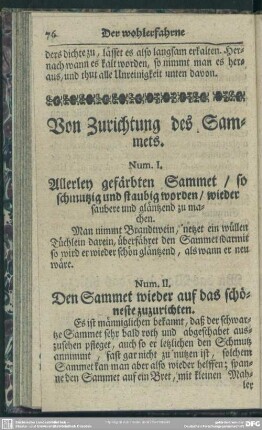 76. Der wohlerfahrne
ders dichte zu, lässet es also langsam erkalten. Her-
nach wann es kalt worden, so nimmt man es her-
aus, und thut alle Unreinigkeit unten davon.
Von Zurichtung des Sam-
mets.
Num. I.
Allerley gefärbten Sammet / so
schmutzig und staubig worden / wieder
saubere und gläntzend zu ma-
chen.
Man nimmt Brandtwein, netzet ein wüllen
Tüchlein darein, überfähret den Sammet darmit
so wird er wieder schön gläntzend, als wann er neu
wäre.
Num. II.
Den Sammet wieder auf das schö-
neste zuzurichten.
Es ist männiglichen bekannt, daß der schwar-
tze Sammet sehr bald roth und abgeschabet aus-
zusehen pfleget, auch so er letzlichen den Schmutz
annimmt, fast gar nicht zu nutzen ist, solchem
Sammet kan man aber also wieder helffen; span-
ne den Sammet auf ein Bret, mit kleinen Näh-
ler
DFG